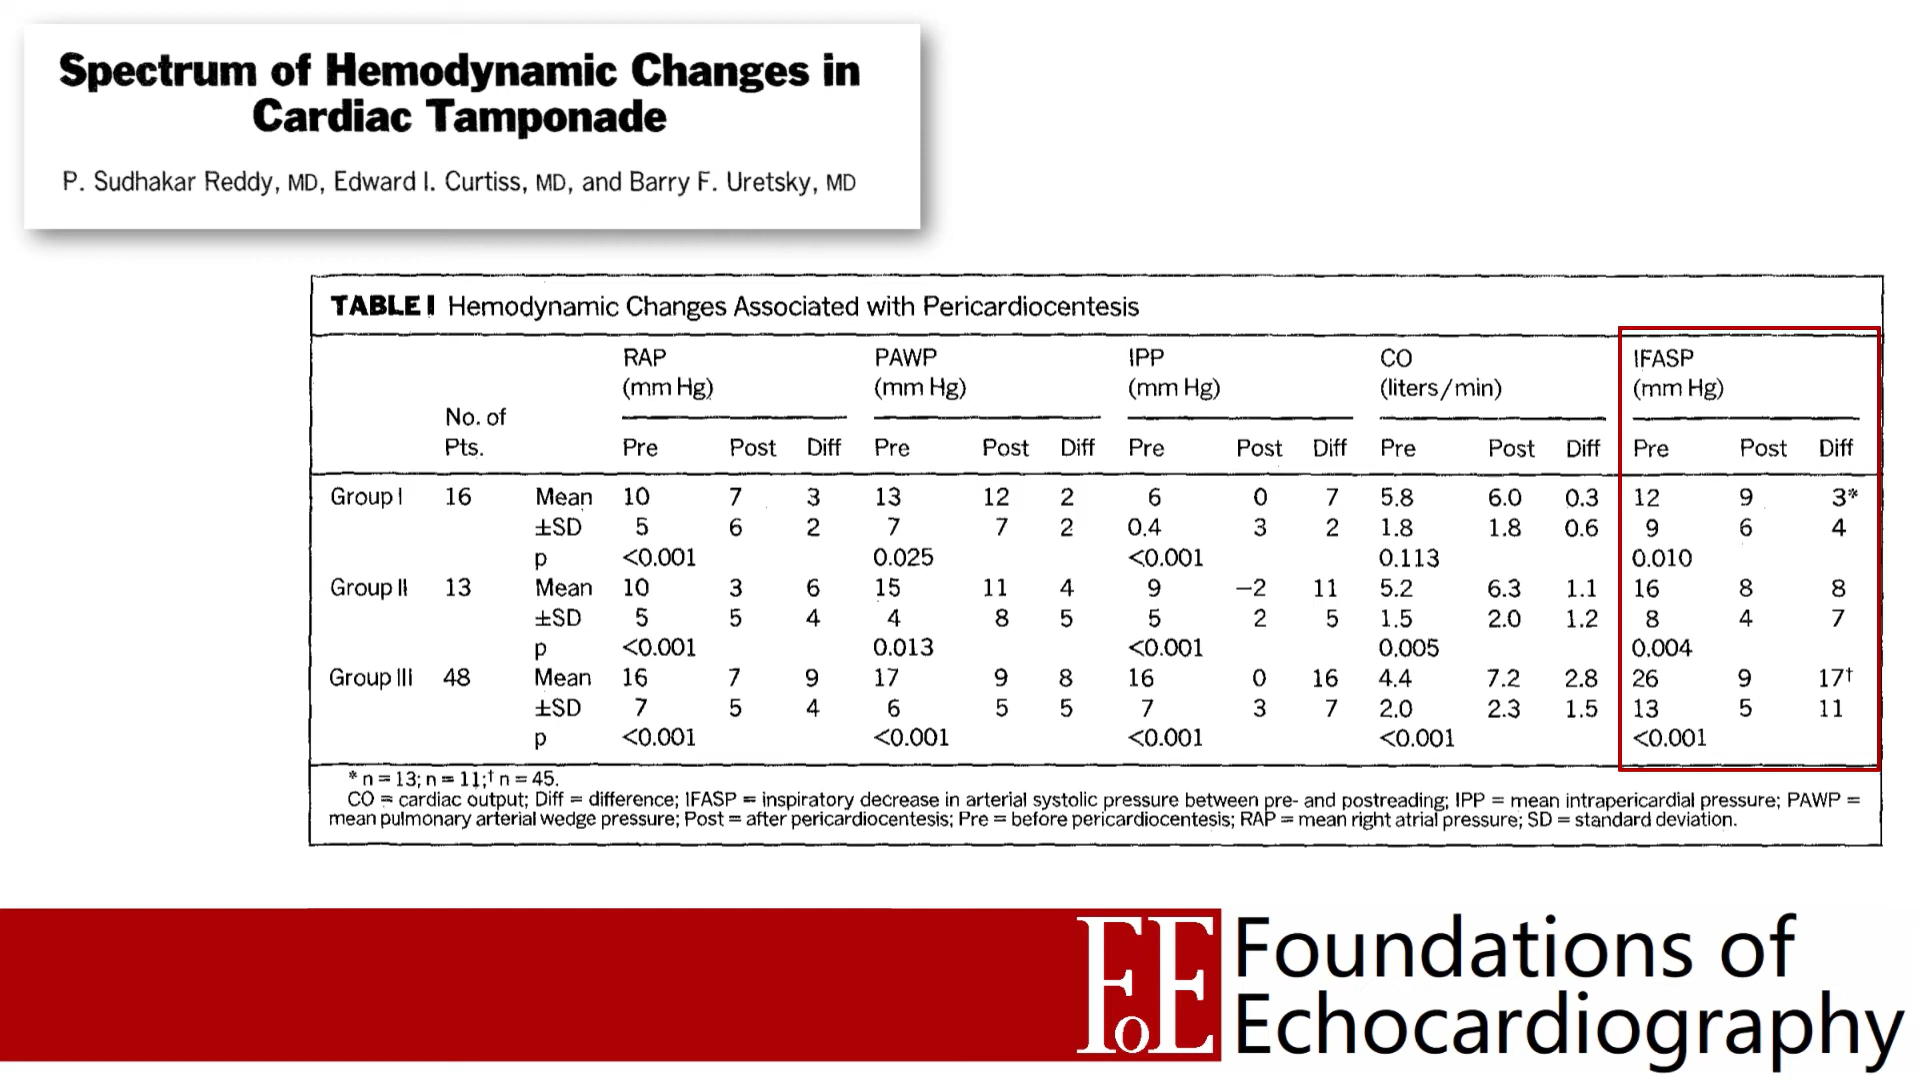 Spectrum of Hemodynamic Changes in
Cardiac Tamponade
P. Sudhakar Reddy, MD, Edward I. Curtiss, MD, and Barry F. Uretsky, MD
TABLE I Hemodynamic Changes Associated with Pericardiocentesis
RAP PAWP IPP CO IFASP
(mm Hg) (mm Hg) (mm Hg) (liters/min) (mm Hg)
No. of
Pts. Pre Post Diff Pre Post Diff Pre Post Diff Pre Post Diff Pre Post Diff
Group I 16 Mean 10 7 3 13 12 2 6 0 7 5.8 6.0 0.3 12 9 3*
±SD 5 6 2 7 7 2 0.4 3 2 1.8 1.8 0.6 9 6 4
p <0.001 0.025 <0.001 0.113 0.010
Group II 13 Mean 10 3 6 15 11 4 9 −2 11 5.2 6.3 1.1 16 8 8
±SD 5 5 4 4 8 5 5 2 5 1.5 2.0 1.2 8 4 7
p <0.001 0.013 <0.001 0.005 0.004
Group III 48 Mean 16 7 9 17 9 8 16 0 16 4.4 7.2 2.8 26 9 17†
±SD 7 5 4 6 5 5 7 3 7 2.0 2.3 1.5 13 5 11
p <0.001 <0.001 <0.001 <0.001 <0.001
* n = 13; n = 11;† n = 45.
CO = cardiac output; Diff = difference; IFASP = inspiratory decrease in arterial systolic pressure between pre- and postreading; IPP = mean intrapericardial pressure; PAWP =
mean pulmonary arterial wedge pressure; Post = after pericardiocentesis; Pre = before pericardiocentesis; RAP = mean right atrial pressure; SD = standard deviation.
FoE
Foundations of
Echocardiography